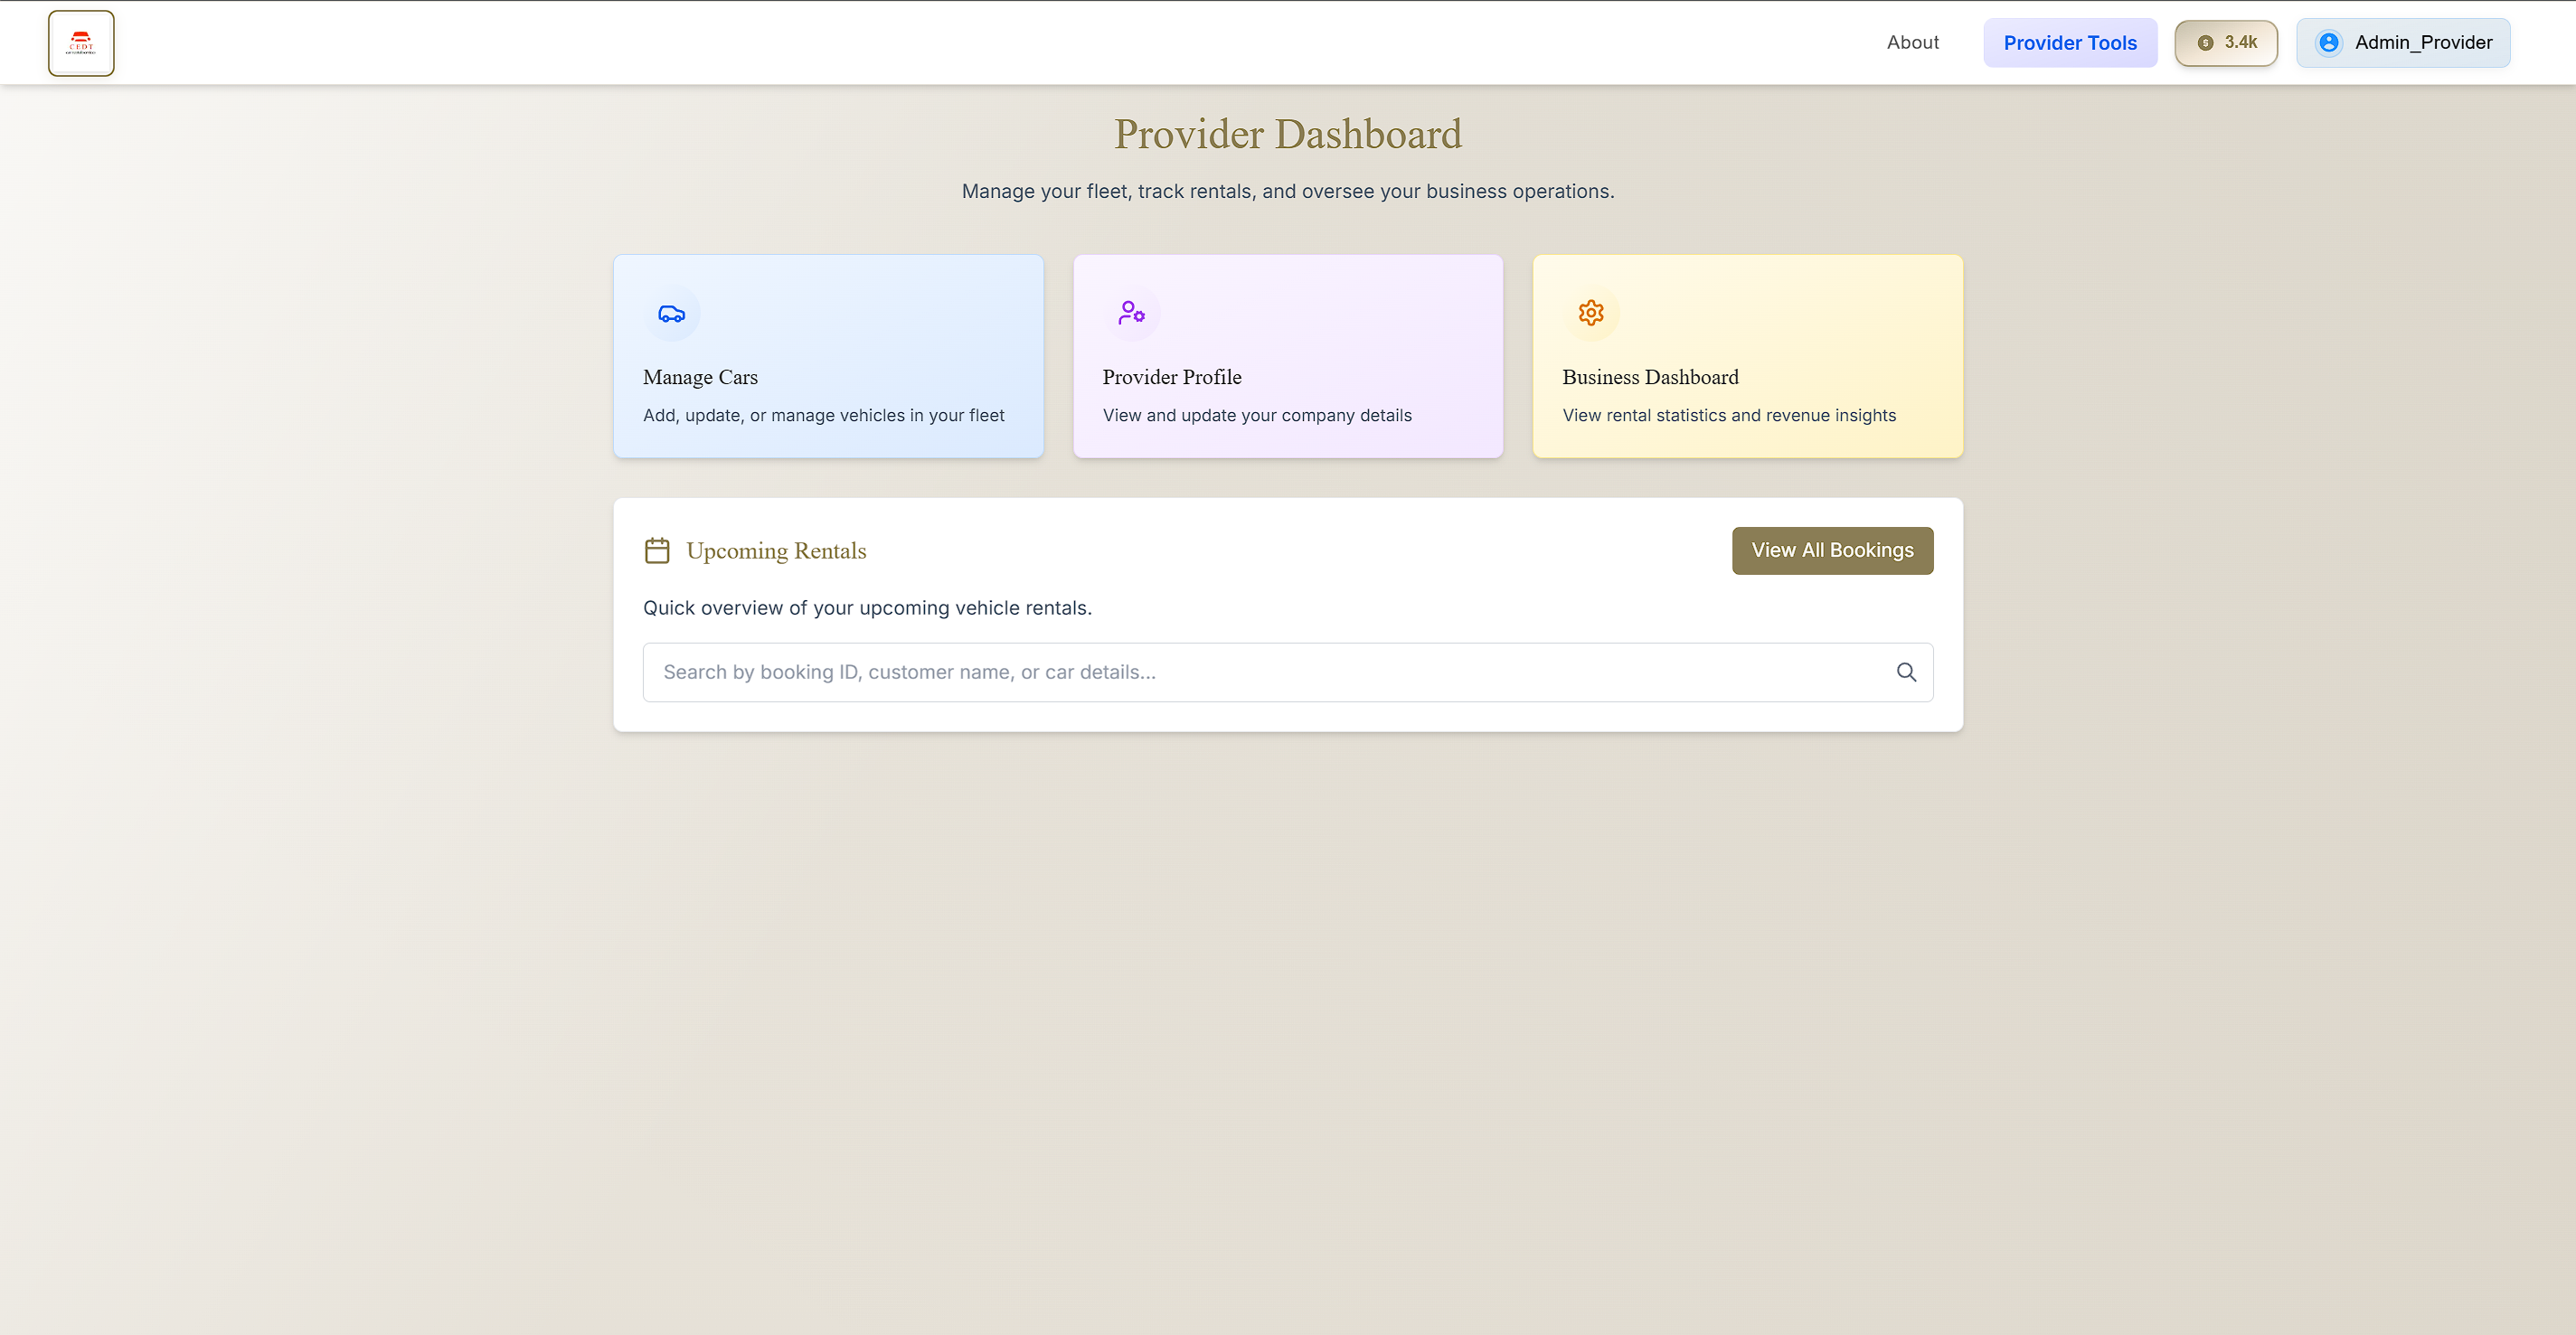 CEDT
About
Provider Tools
3.4k
Admin_Provider
Provider Dashboard
Manage your fleet, track rentals, and oversee your business operations.
Manage Cars
Add, update, or manage vehicles in your fleet
Provider Profile
View and update your company details
Business Dashboard
View rental statistics and revenue insights
Upcoming Rentals
View All Bookings
Quick overview of your upcoming vehicle rentals.
Search by booking ID, customer name, or car details...